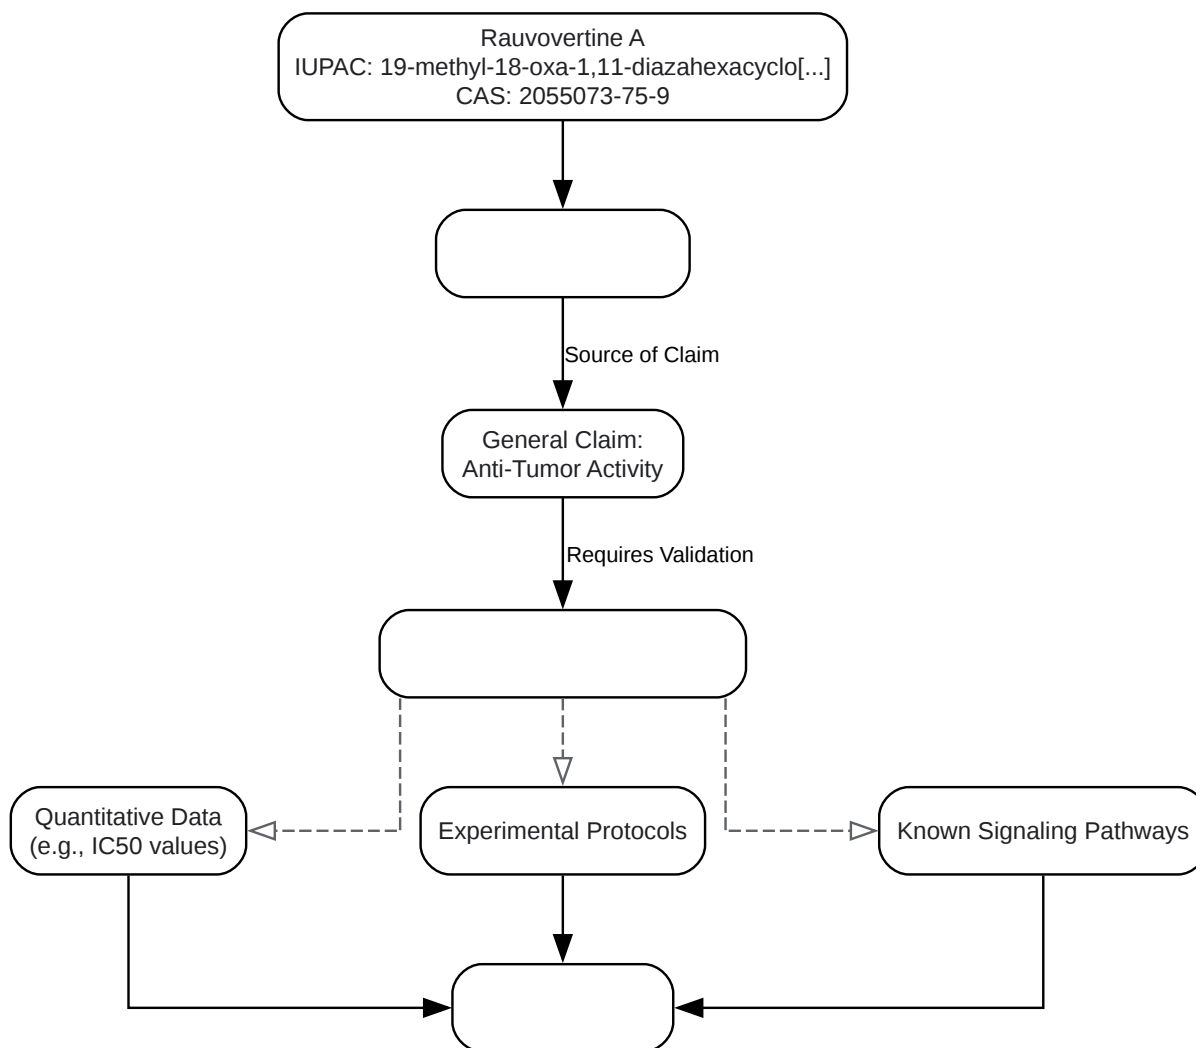 Rauvovertine A
IUPAC: 19-methyl-18-oxa-1,11-diazahexacyclo[...]
CAS: 2055073-75-9
Source of Claim
General Claim:
Anti-Tumor Activity
Requires Validation
Quantitative Data
(e.g., IC50 values)
Experimental Protocols
Known Signaling Pathways